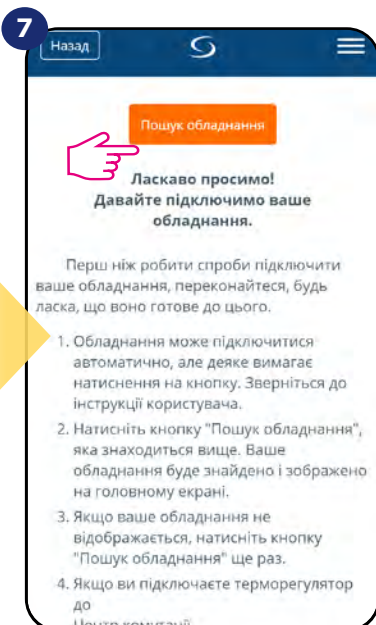 7
Назад
Пошук обладнання
Ласкаво просимо!
Давайте підключимо ваше
обладнання.
Перш ніж робити спроби підключити
ваше обладнання, переконайтеся, будь
ласка, що воно готове до цього.
1. Обладнання може підключитися
автоматично, але деяке вимагає
натиснення на кнопку. Зверніться до
інструкції користувача.
2. Натисніть кнопку "Пошук обладнання",
яка знаходиться вище. Ваше
обладнання буде знайдено і зображено
на головному екрані.
3. Якщо ваше обладнання не
відображається, натисніть кнопку
"Пошук обладнання" ще раз.
4. Якщо ви підключаєте терморегулятор
до
Центр комутації